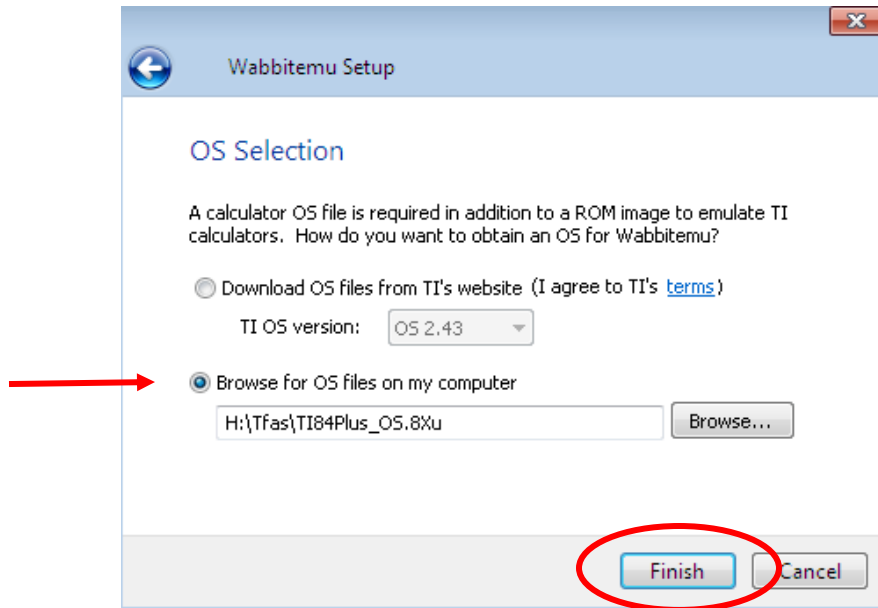 Wabbitemu Setup
OS Selection
A calculator OS file is required in addition to a ROM image to emulate TI
calculators. How do you want to obtain an OS for Wabbitemu?
Download OS files from TI's website (I agree to TI's terms)
TI OS version: OS 2.43
Browse for OS files on my computer
H:\Tfas\TI84Plus_OS.8Xu Browse...
Finish Cancel